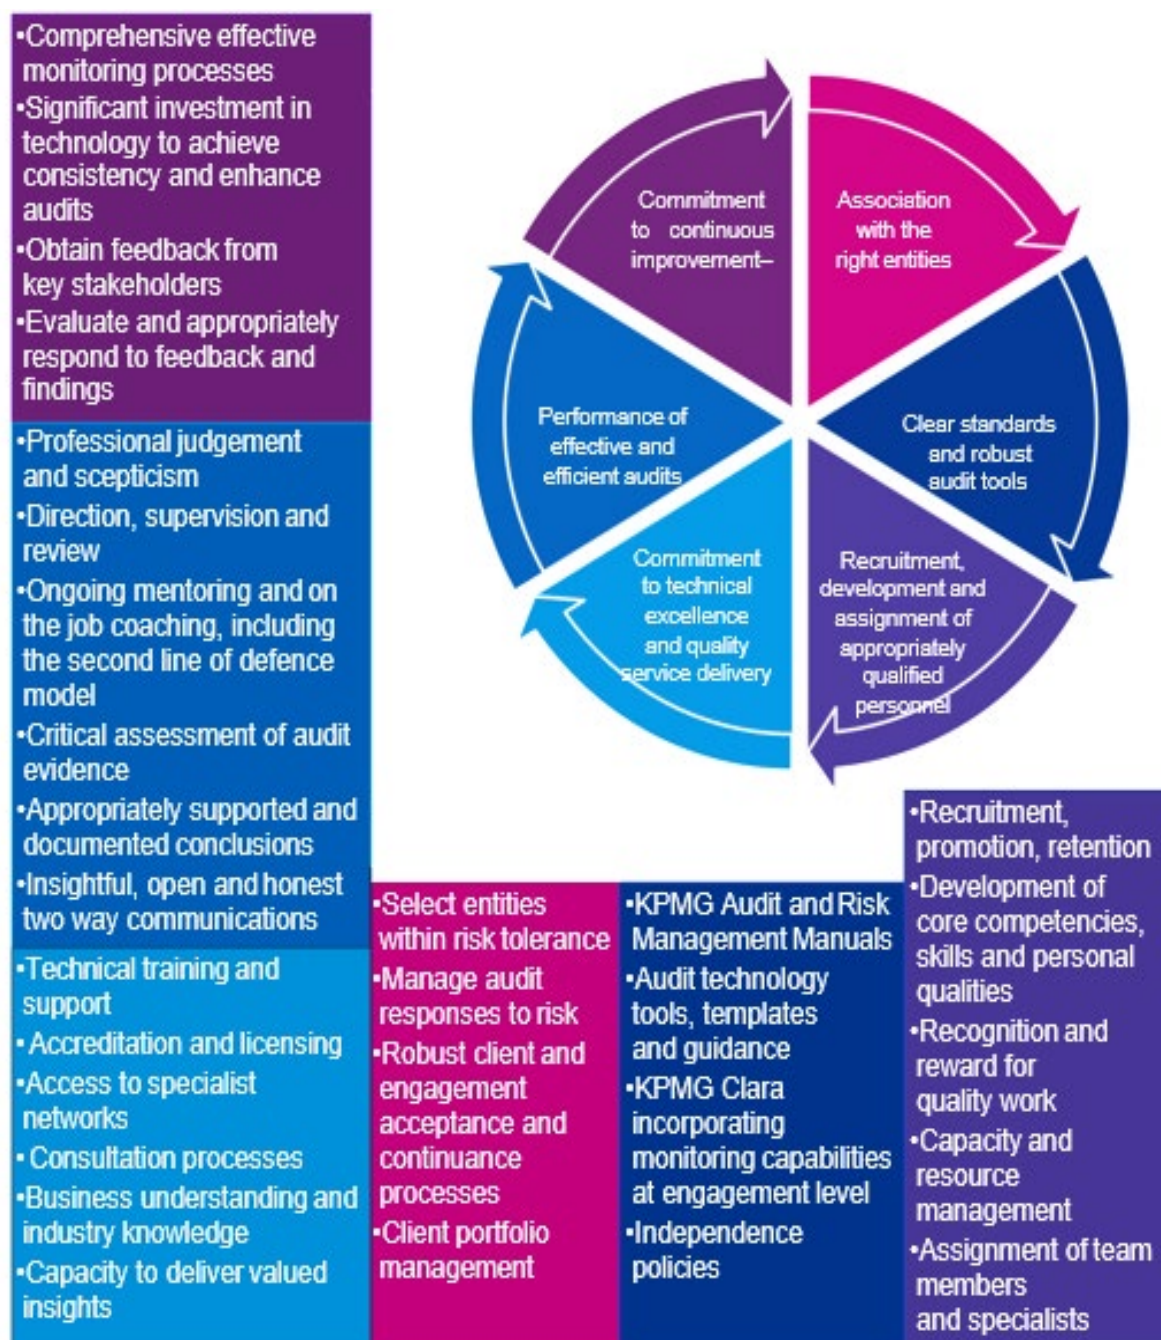 •Comprehensive effective
monitoring processes
•Significant investment in
technology to achieve
consistency and enhance
audits
•Obtain feedback from
key stakeholders
•Evaluate and appropriately
respond to feedback and
findings
•Professional judgement
and scepticism
•Direction, supervision and
review
•Ongoing mentoring and on
the job coaching, including
the second line of defence
model
•Critical assessment of audit
evidence
•Appropriately supported and
documented conclusions
•Insightful, open and honest
two way communications
•Technical training and
support
• Accreditation and licensing
•Access to specialist
networks
• Consultation processes
•Business understanding and
industry knowledge
•Capacity to deliver valued
insights
Commitment
to continuous
improvement–
Association
with the
right entities
Performance of
effective and
efficient audits
Clear standards
and robust
audit tools
Commitment
to technical
excellence
and quality
service delivery
Recruitment,
development and
assignment of
appropriately
qualified
personnel
•Select entities
within risk tolerance
•Manage audit
responses to risk
•Robust client and
engagement
acceptance and
continuance
processes
•Client portfolio
management
•KPMG Audit and Risk
Management Manuals
•Audit technology
tools, templates
and guidance
•KPMG Clara
incorporating
monitoring capabilities
at engagement level
•Independence
policies
•Recruitment,
promotion, retention
•Development of
core competencies,
skills and personal
qualities
•Recognition and
reward for
quality work
•Capacity and
resource
management
•Assignment of team
members
and specialists